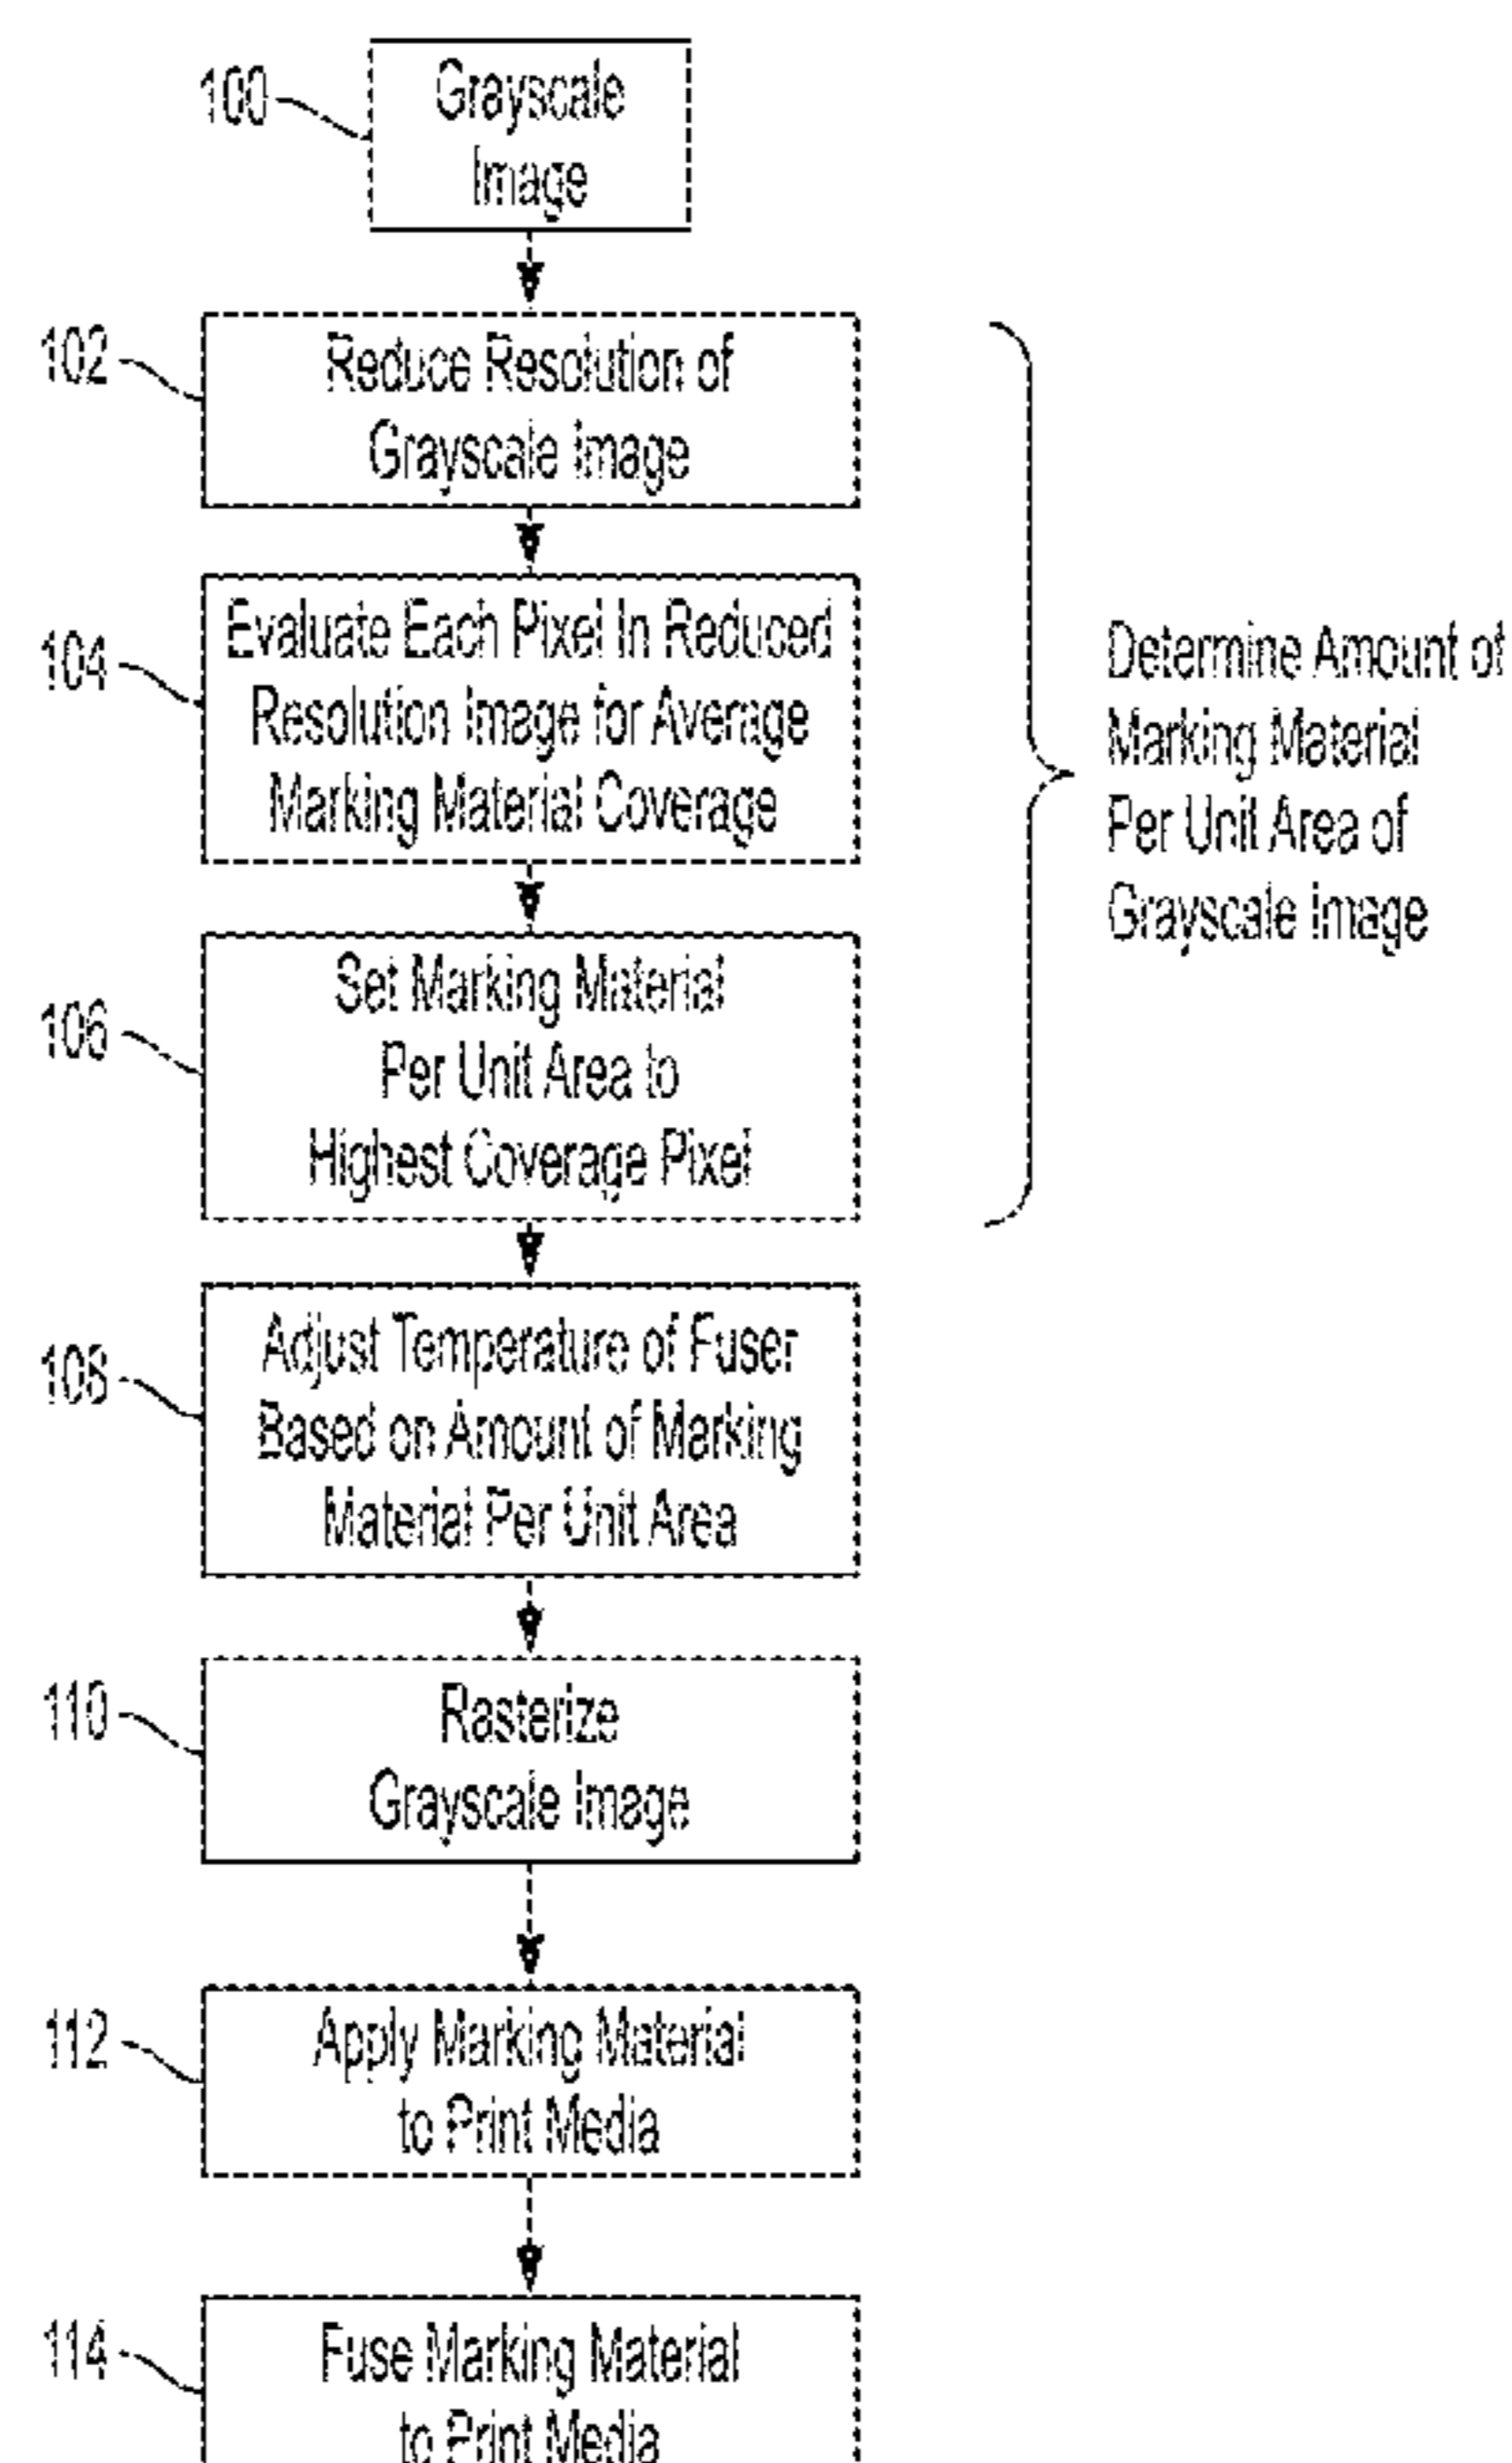 100
Grayscale
Image
102
Reduce Resolution of
Grayscale Image
104
Evaluate Each Pixel In Reduced
Resolution Image for Average
Marking Material Coverage
Determine Amount of
Marking Material
Per Unit Area of
Grayscale Image
106
Set Marking Material
Per Unit Area to
Highest Coverage Pixel
108
Adjust Temperature of Fuser
Based on Amount of Marking
Material Per Unit Area
110
Rasterize
Grayscale Image
112
Apply Marking Material
to Print Media
114
Fuse Marking Material
to Print Media